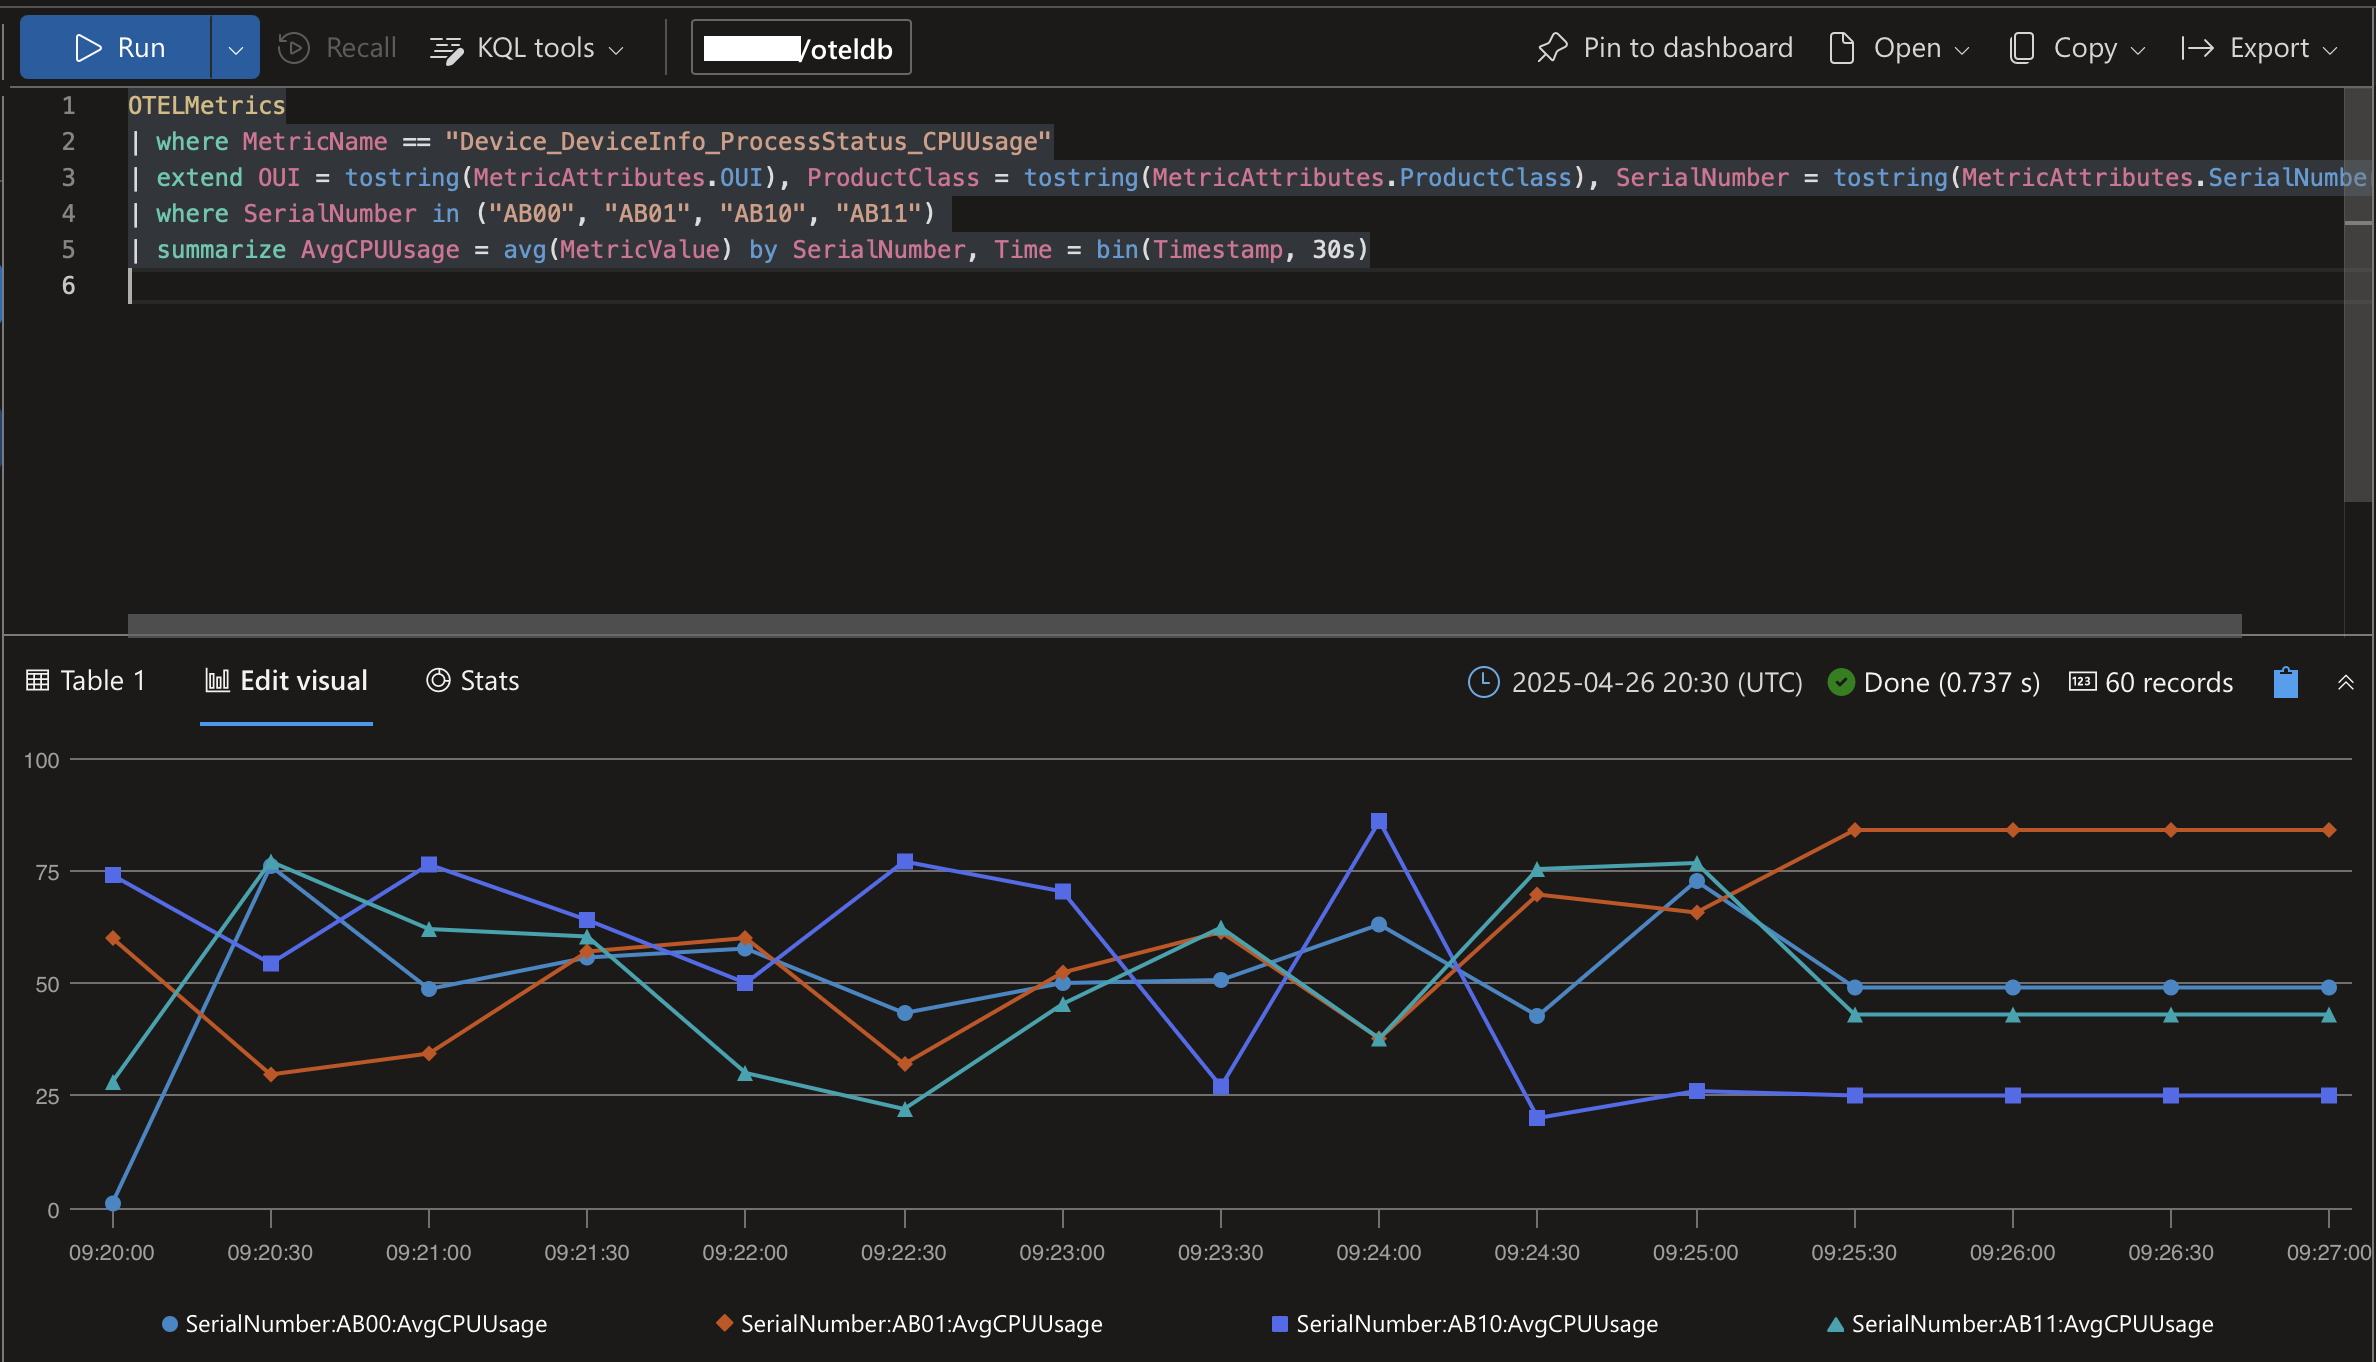 Run Recall KQL tools /oteldb Pin to dashboard Open Copy Export
1 OTELMetrics
2 | where MetricName == "Device_DeviceInfo_ProcessStatus_CPUUsage"
3 | extend OUI = tostring(MetricAttributes.OUI), ProductClass = tostring(MetricAttributes.ProductClass), SerialNumber = tostring(MetricAttributes.SerialNumbe
4 | where SerialNumber in ("AB00", "AB01", "AB10", "AB11")
5 | summarize AvgCPUUsage = avg(MetricValue) by SerialNumber, Time = bin(Timestamp, 30s)
6
Table 1 Edit visual Stats 2025-04-26 20:30 (UTC) Done (0.737 s) 123 60 records
100
75
50
25
0
09:20:00 09:20:30 09:21:00 09:21:30 09:22:00 09:22:30 09:23:00 09:23:30 09:24:00 09:24:30 09:25:00 09:25:30 09:26:00 09:26:30 09:27:00
SerialNumber:AB00:AvgCPUUsage SerialNumber:AB01:AvgCPUUsage SerialNumber:AB10:AvgCPUUsage SerialNumber:AB11:AvgCPUUsage